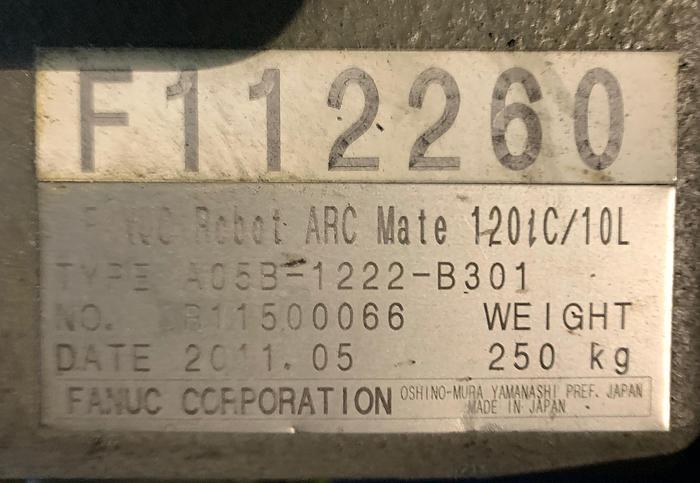 F112260
FANUC Robot ARC Mate 120iC/10L
TYPE A05B-1222-B301
NO. R11500066 WEIGHT
DATE 2011.05 250 kg
FANUC CORPORATION OSHINO-MURA YAMANASHI PREF. JAPAN
MADE IN JAPAN